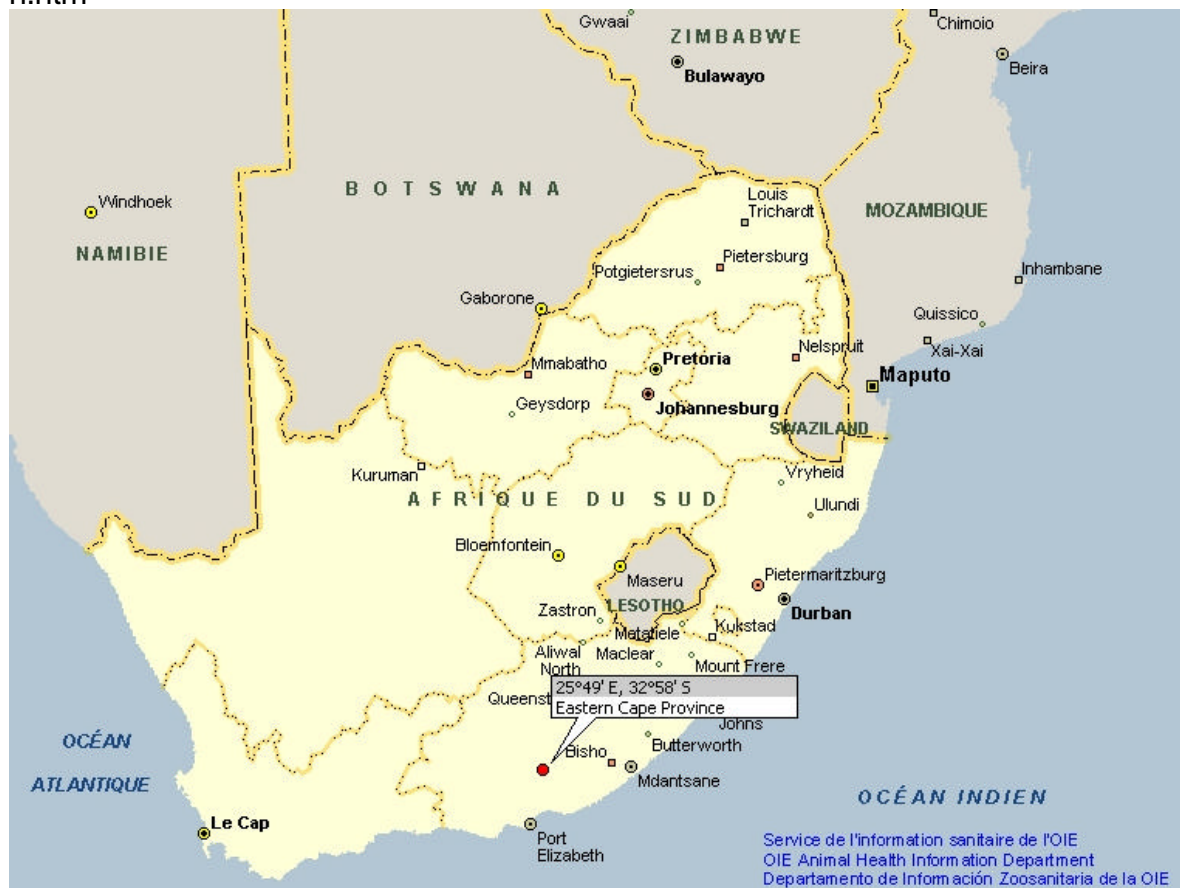 Gwaai
ZIMBABWE
Chimoio
Bulawayo
Beira
BOTSWANA
Louis
Trichardt
Windhoek
MOZAMBIQUE
NAMIBIE
Pietersburg
Potgietersrus
Inhambane
Gaborone
Quissico
Nelspruit
Xai-Xai
Mmabatho
Pretoria
Maputo
Geysdorp
Johannesburg
SWAZILAND
Kuruman
Vryheid
AFRIQUE DU SUD
Ulundi
Bloemfontein
Maseru
Pietermaritzburg
LESOTHO
Zastron
Durban
Metatiele
Kukstad
Aliwal
North
Maclear
Mount Frere
25°49' E, 32°58' S
Eastern Cape Province
Johns
OCÉAN
ATLANTIQUE
Bisho
Butterworth
Mdantsane
OCÉAN INDIEN
Le Cap
Port
Elizabeth
Service de l'information sanitaire de l'OIE
OIE Animal Health Information Department
Departamento de Información Zoosanitaria de la OIE